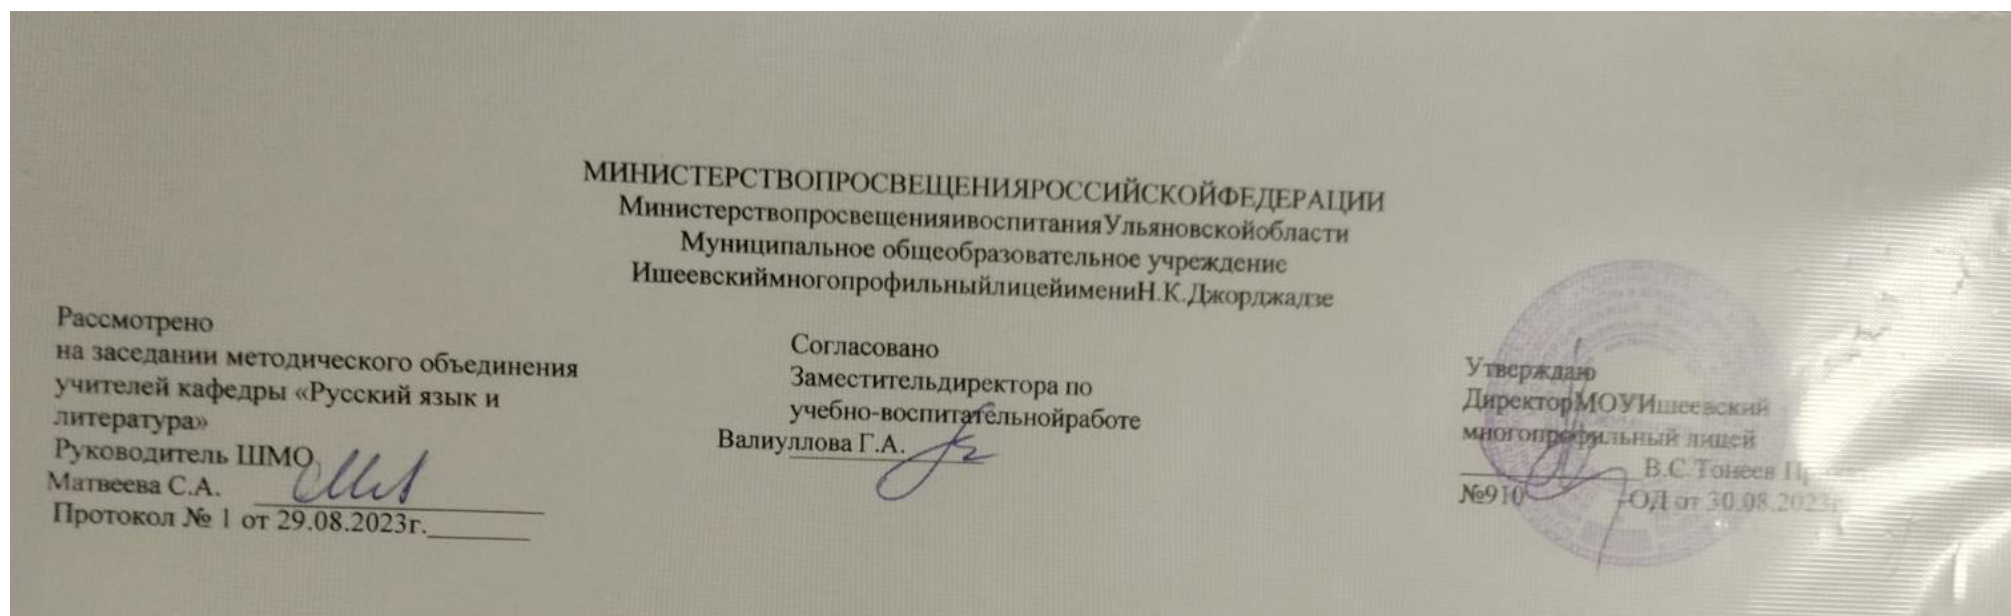 МИНИСТЕРСТВОПРОСВЕЩЕНИЯРОССИЙСКОЙФЕДЕРАЦИИ
МинистерствопросвещенияивоспитанияУльяновскойобласти
Муниципальное общеобразовательное учреждение
ИшеевскиймногопрофильныйлицейимениН.К.Джорджадзе
Рассмотрено
на заседании методического объединения
учителей кафедры «Русский язык и
литература»
Руководитель ШМО
Матвеева С.А.
Протокол № 1 от 29.08.2023г.
Согласовано
Заместительдиректора по
учебно-воспитательнойработе
Валиуллова Г.А.
Утверждаю
ДиректорМОУИшеевский
многопрофильный лицей
В.С Тонеев
№910 -ОД от 30.08.2023г